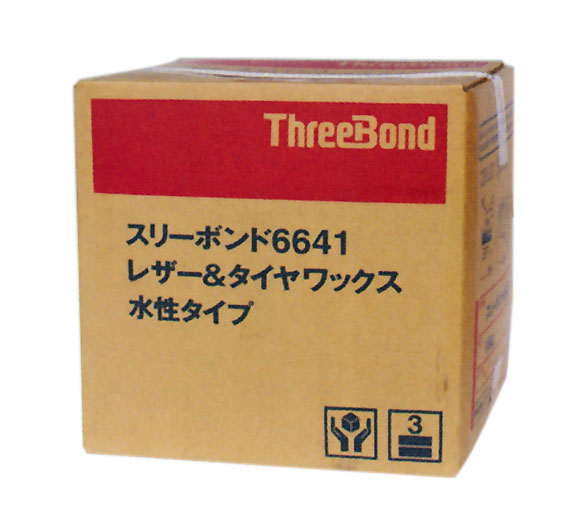 ThreeBond
スリーボンド6641
レザー&タイヤワックス
水性タイプ
3